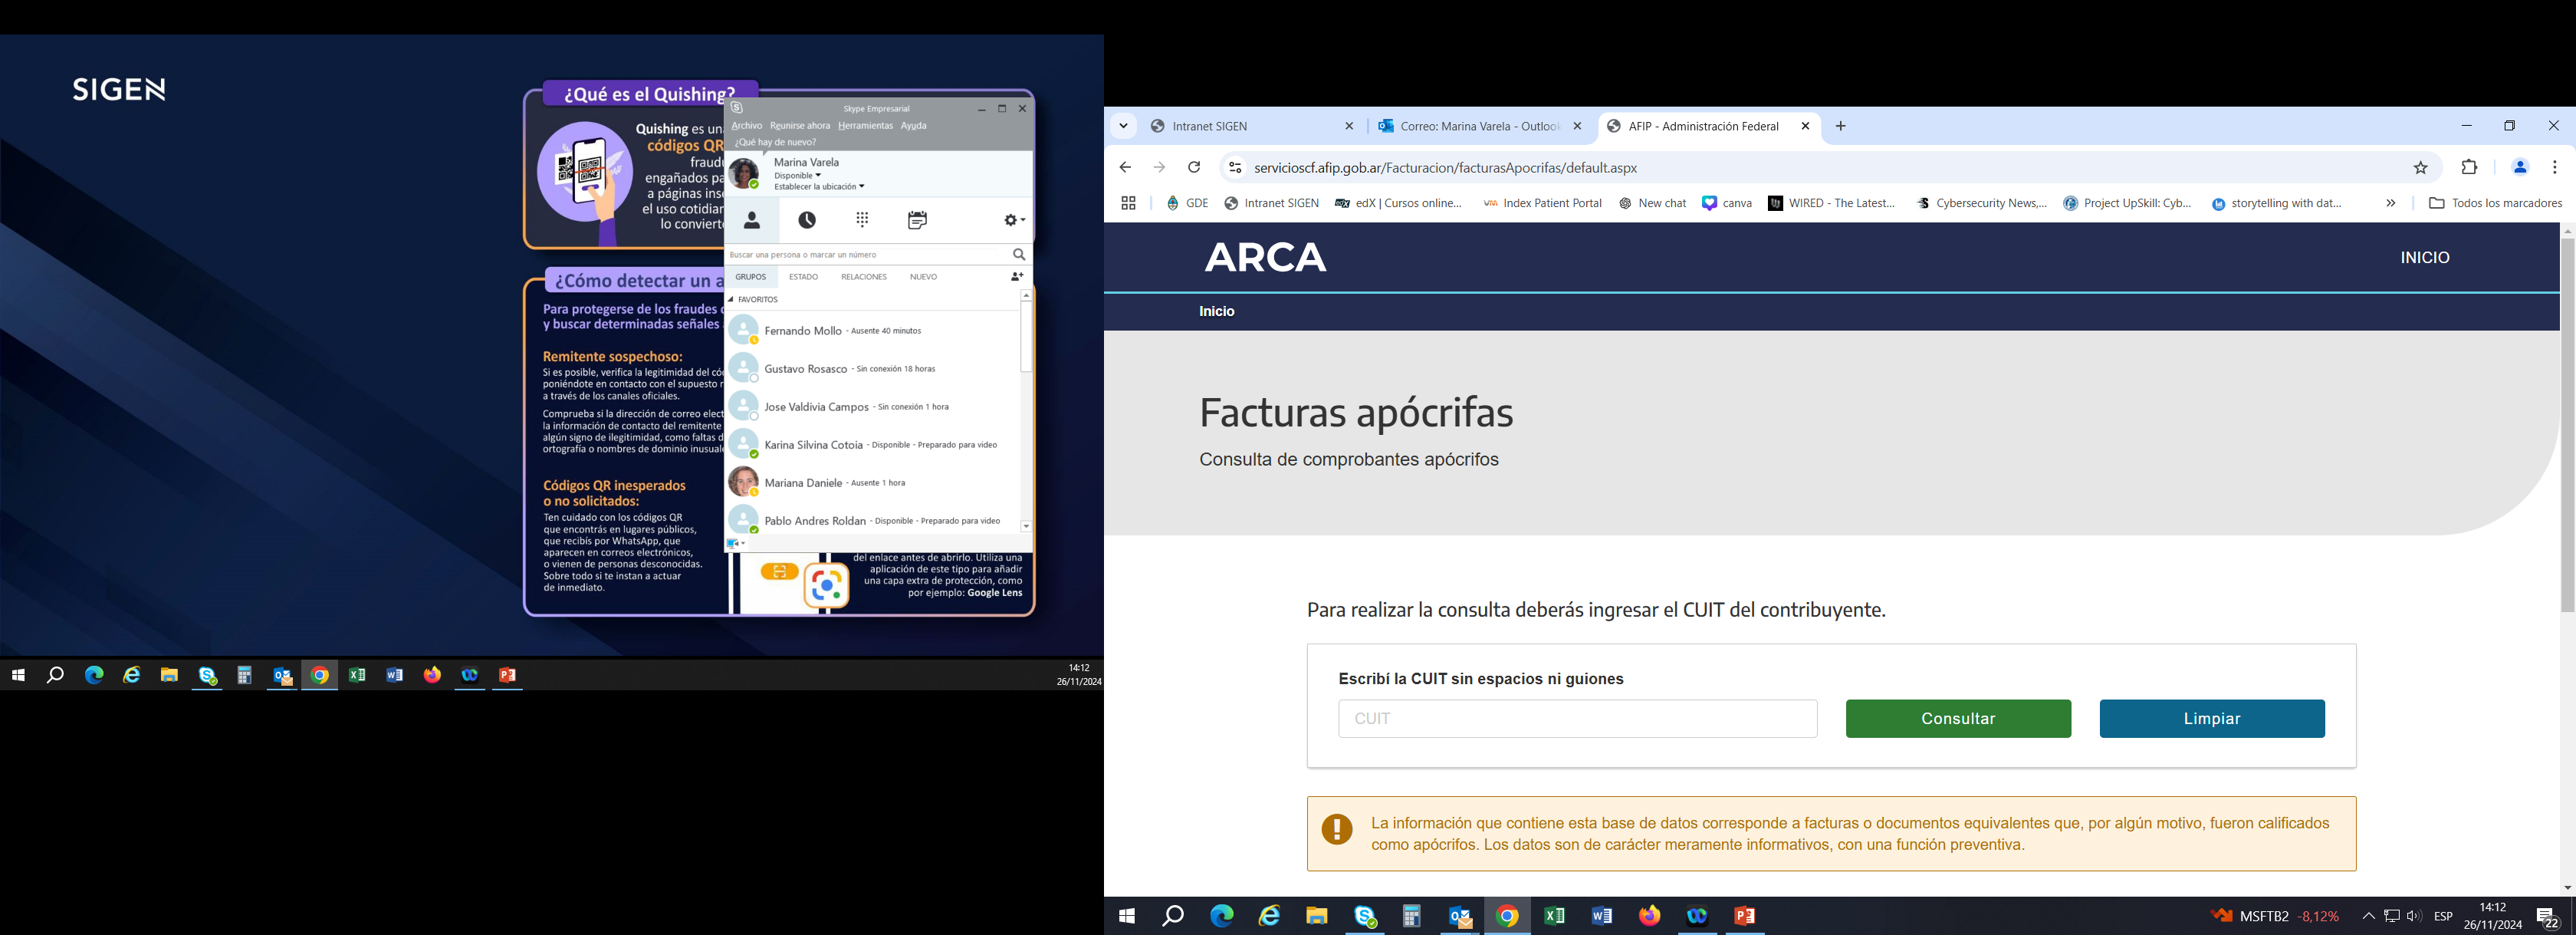 SIGEN
¿Qué es el Quishing?
Quishing es un
códigos QR
fraudu
engañados pa
a páginas inse
el uso cotidian
lo convierte
¿Cómo detectar un a
Para protegerse de los fraudes
y buscar determinadas señales
Remitente sospechoso:
Si es posible, verifica la legitimidad del có
poniéndote en contacto con el supuesto r
a través de los canales oficiales.
Comprueba si la dirección de correo elect
la información de contacto del remitente
algún signo de ilegitimidad, como faltas d
ortografía o nombres de dominio inusual
Códigos QR inesperados
o no solicitados:
Ten cuidado con los códigos QR
que encontrás en lugares públicos,
que recibís por WhatsApp, que
aparecen en correos electrónicos,
o vienen de personas desconocidas.
Sobre todo si te instan a actuar
de inmediato.
del enlace antes de abrirlo. Utiliza una
aplicación de este tipo para añadir
una capa extra de protección, como
por ejemplo: Google Lens
Skype Empresarial
Archivo Reunirse ahora Herramientas Ayuda
¿Qué hay de nuevo?
Marina Varela
Disponible
Establecer la ubicación
Buscar una persona o marcar un número
GRUPOS ESTADO RELACIONES NUEVO
FAVORITOS
Fernando Mollo - Ausente 40 minutos
Gustavo Rosasco - Sin conexión 18 horas
Jose Valdivia Campos - Sin conexión 1 hora
Karina Silvina Cotoia - Disponible - Preparado para video
Mariana Daniele - Ausente 1 hora
Pablo Andres Roldan - Disponible - Preparado para video
14:12
26/11/2024
Intranet SIGEN
Correo: Marina Varela - Outlook
AFIP - Administración Federal
servicioscf.afip.gob.ar/Facturacion/facturasApocrifas/default.aspx
GDE Intranet SIGEN edX | Cursos online... Index Patient Portal New chat canva WIRED - The Latest... Cybersecurity News,... Project UpSkill: Cyb... storytelling with dat... » Todos los marcadores
ARCA
INICIO
Inicio
Facturas apócrifas
Consulta de comprobantes apócrifos
Para realizar la consulta deberás ingresar el CUIT del contribuyente.
Escribí la CUIT sin espacios ni guiones
CUIT
Consultar
Limpiar
La información que contiene esta base de datos corresponde a facturas o documentos equivalentes que, por algún motivo, fueron calificados
como apócrifos. Los datos son de carácter meramente informativos, con una función preventiva.
MSFTB2 -8,12%
ESP
14:12
26/11/2024
22